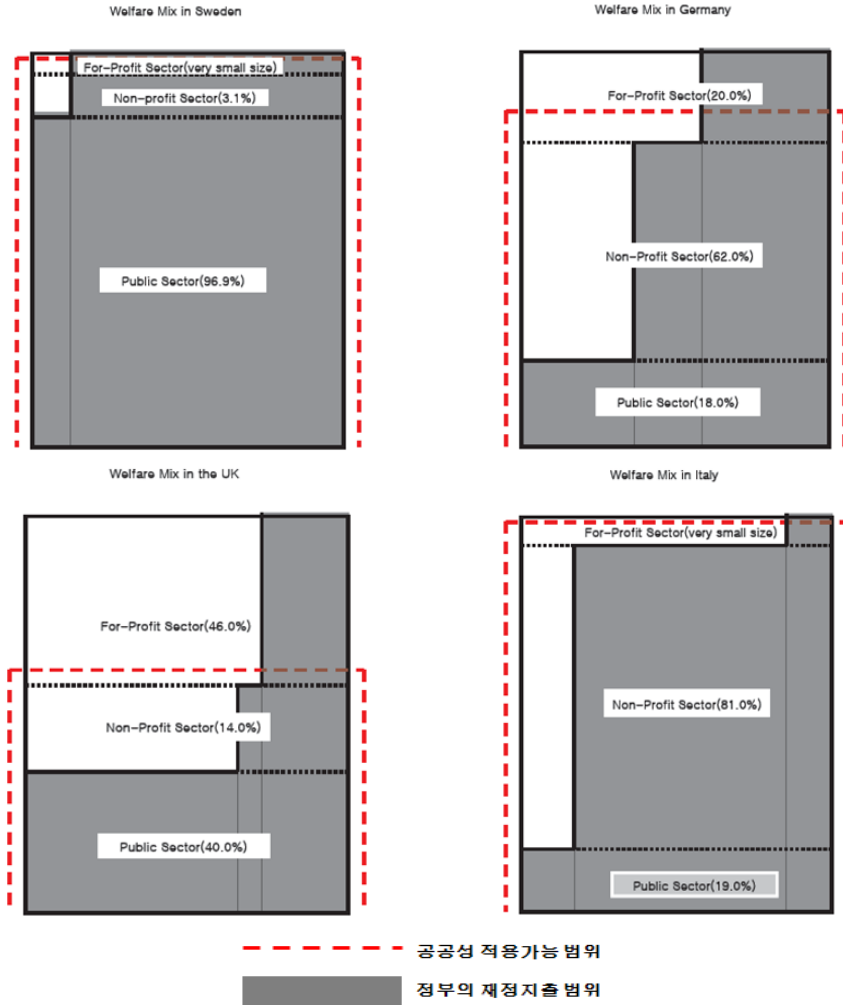 Welfare Mix in Sweden
For-Profit Sector(very small size)
Non-profit Sector(3.1%)
Public Sector(96.9%)
Welfare Mix in Germany
For-Profit Sector(20.0%)
Non-Profit Sector(62.0%)
Public Sector(18.0%)
Welfare Mix in the UK
For-Profit Sector(46.0%)
Non-Profit Sector(14.0%)
Public Sector(40.0%)
Welfare Mix in Italy
For-Profit Sector(very small size)
Non-Profit Sector(81.0%)
Public Sector(19.0%)
공공성 적용가능 범위
정부의 재정지출 범위